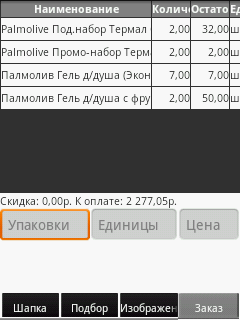 Наименование Количе Остато Ед
Palmolive Под.набор Термал 2,00 32,00 ш
Palmolive Промо-набор Терма 2,00 2,00 ш
Палмолив Гель д/душа (Экон 7,00 7,00 ш
Палмолив Гель д/душа с фру 2,00 50,00 ш
Скидка: 0,00р. К оплате: 2 277,05р.
Упаковки Единицы Цена
Шапка Подбор Изображен Заказ